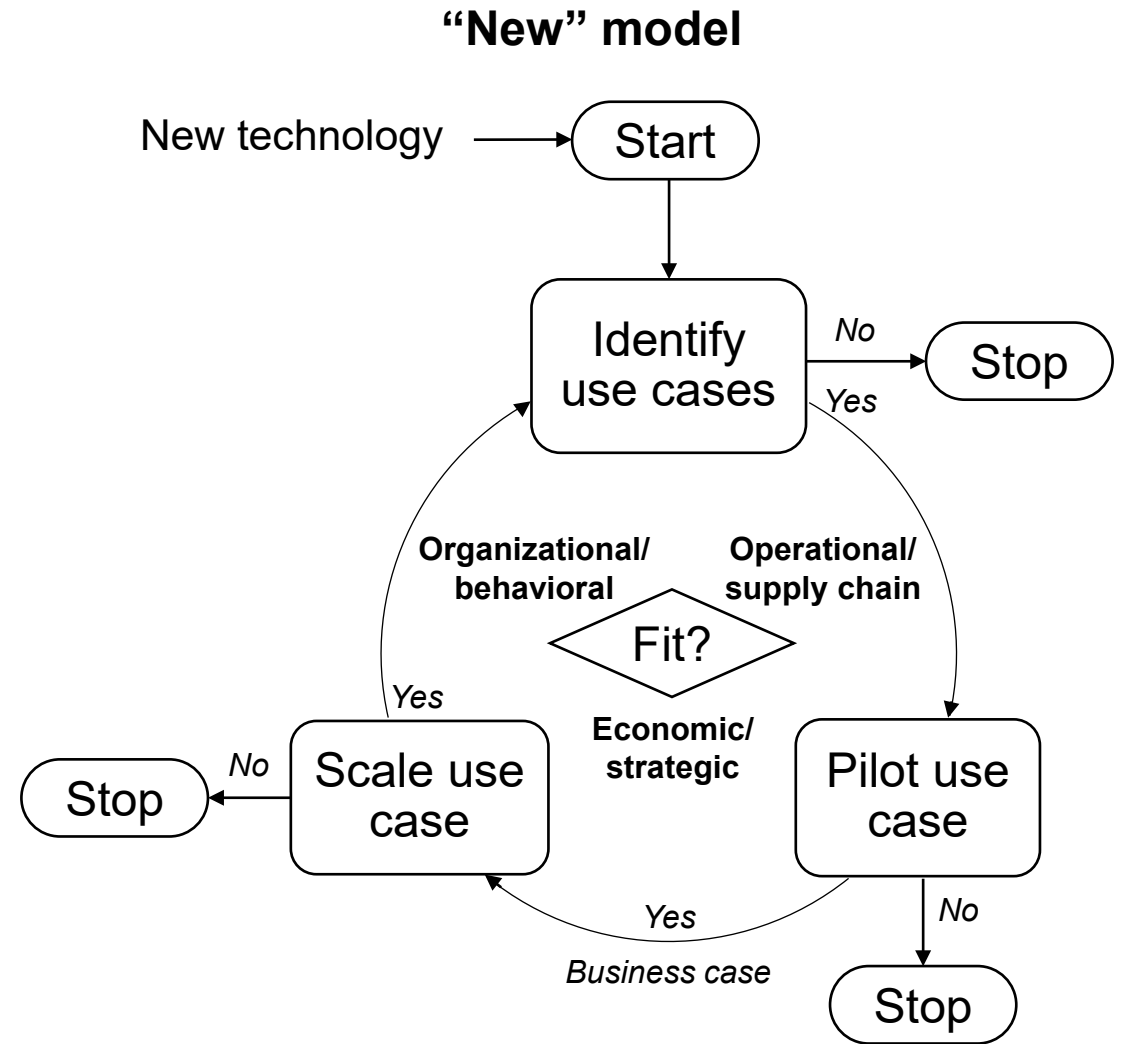 “New” model
New technology
Start
Identify
use cases
No
Stop
Yes
Organizational/
behavioral
Operational/
supply chain
Fit?
Economic/
strategic
Yes
Scale use
case
No
Stop
Pilot use
case
Yes
Business case
No
Stop